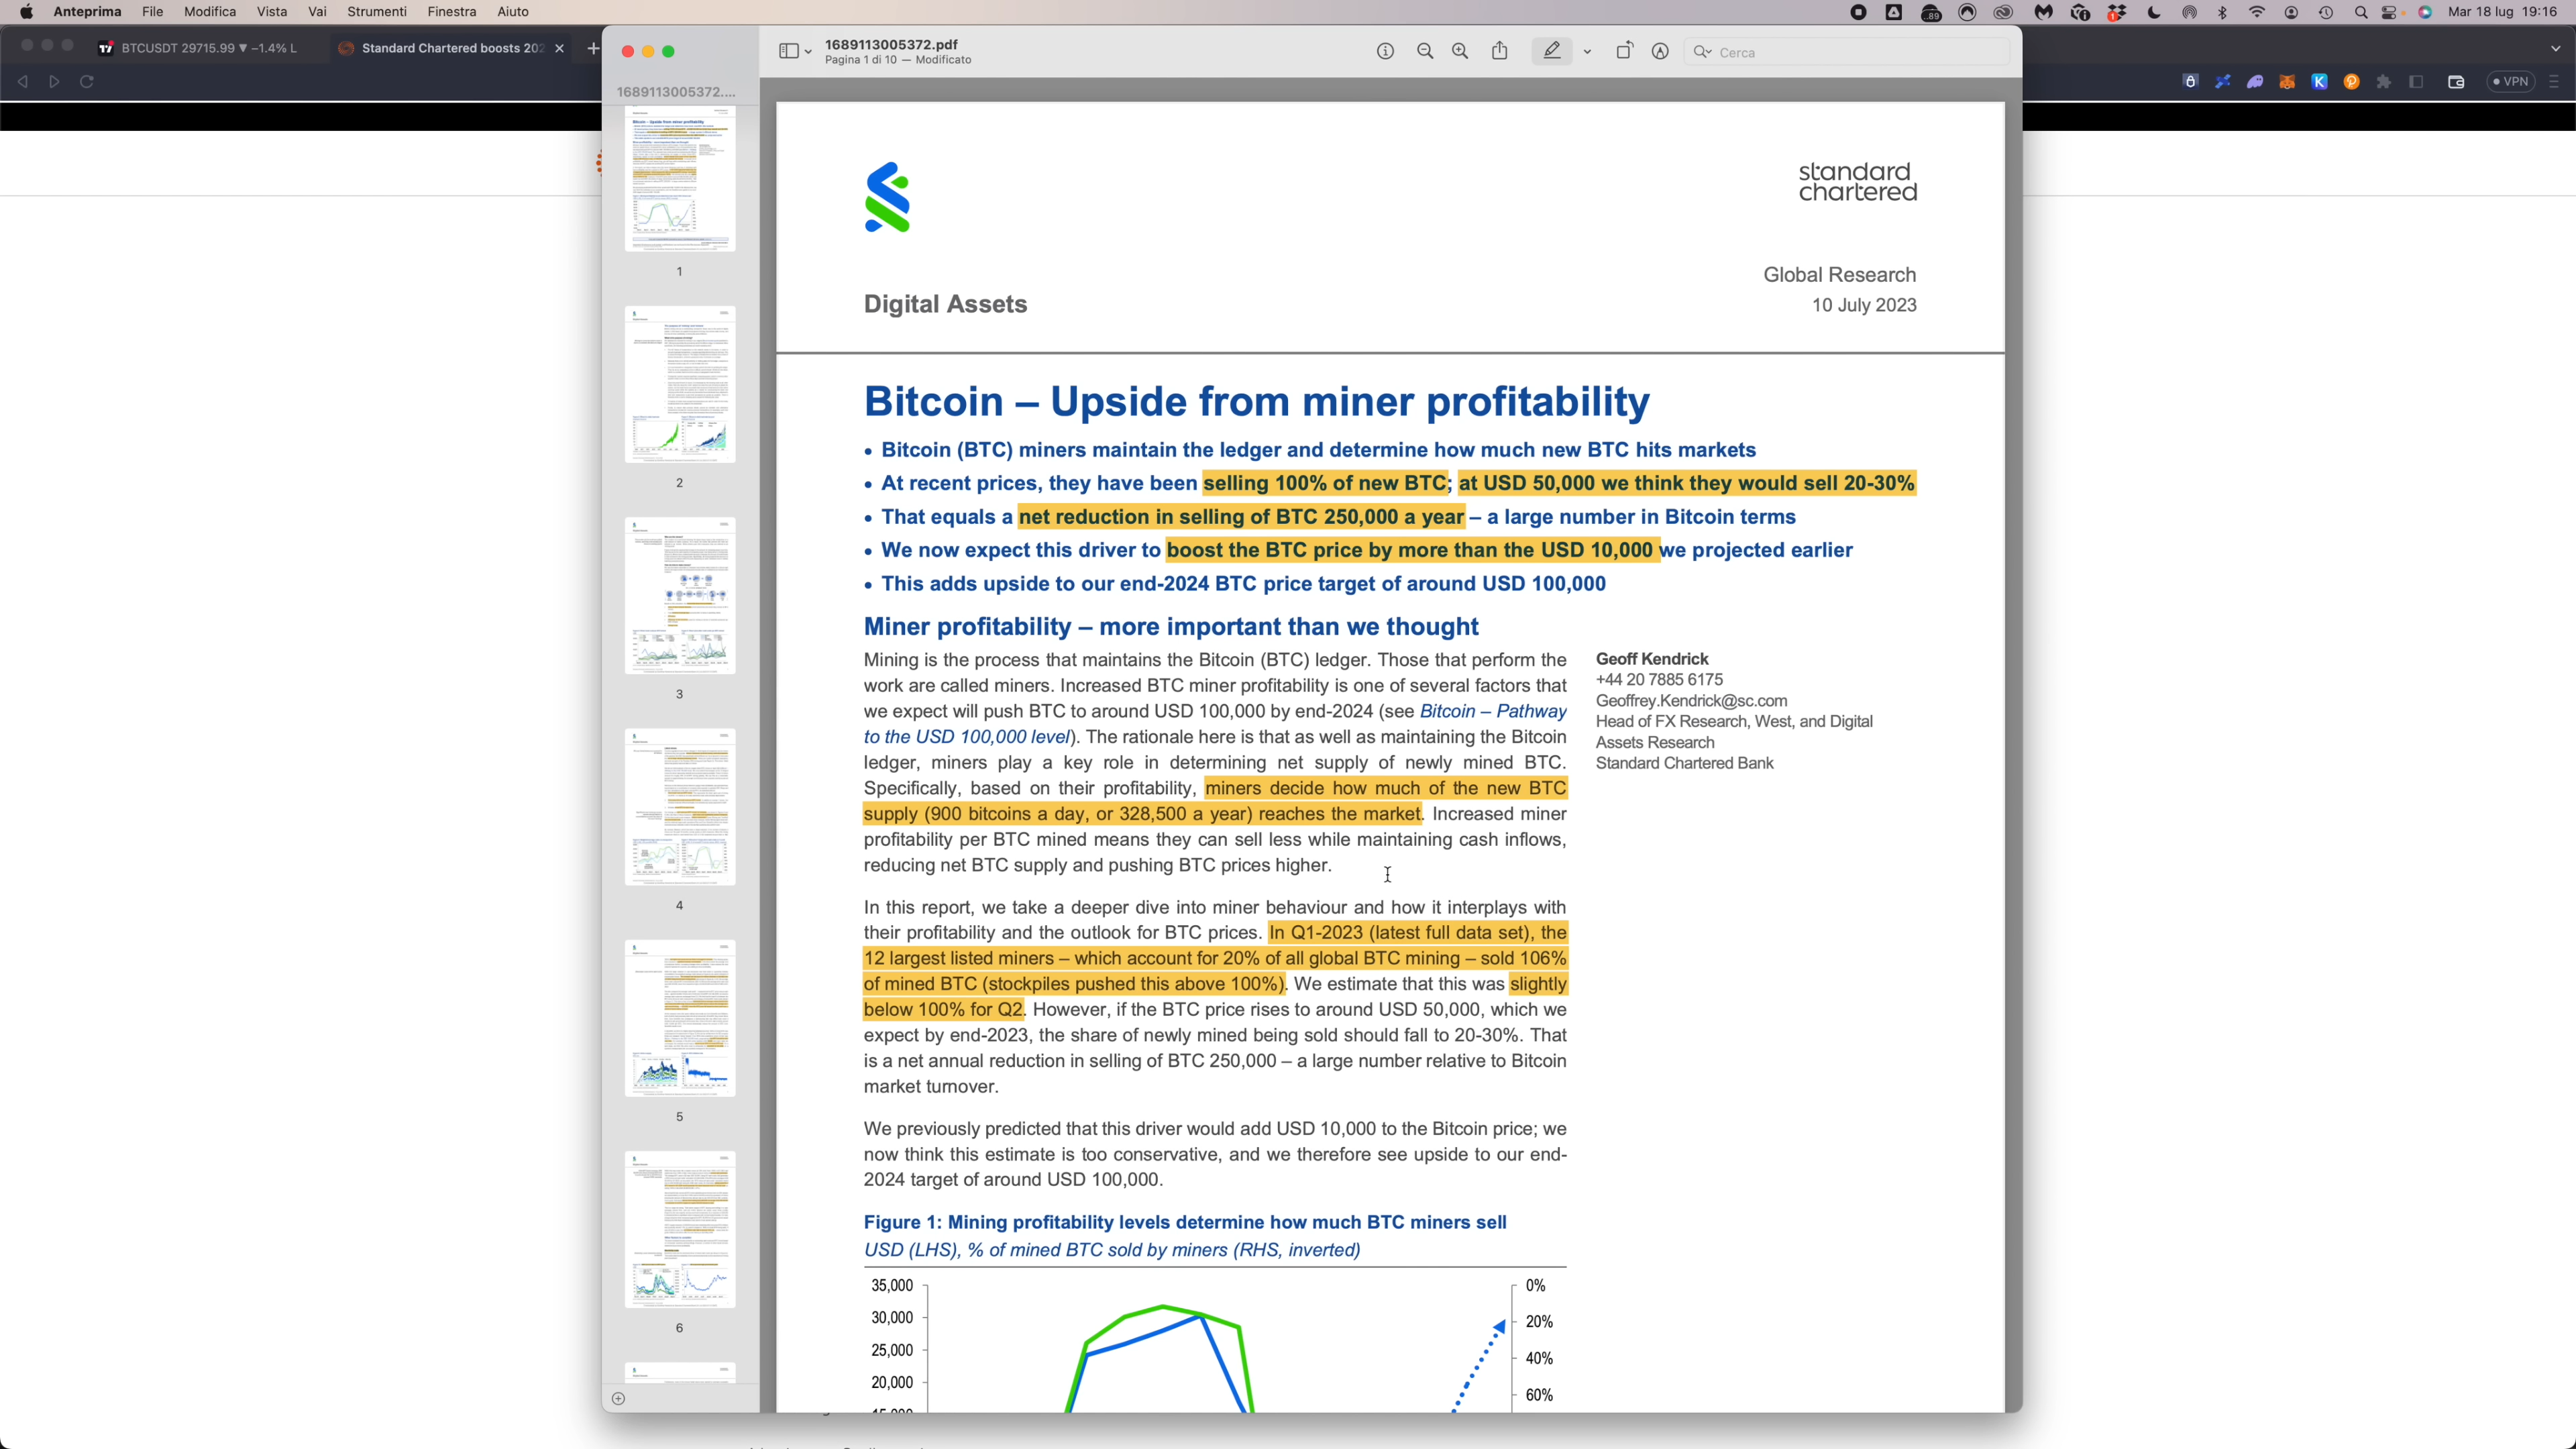 Anteprima File Modifica Vista Vai Strumenti Finestra Aiuto
.89
1
Mar 18 lug 19:16
BTCUSDT 29715.99 ▼ −1.4% L
Standard Chartered boosts 202
VPN
1689113005372.pdf
Pagina 1 di 10 — Modificato
Cerca
1689113005372....
1
2
3
4
5
6
standard
chartered
Global Research
Digital Assets
10 July 2023
Bitcoin – Upside from miner profitability
• Bitcoin (BTC) miners maintain the ledger and determine how much new BTC hits markets
• At recent prices, they have been selling 100% of new BTC; at USD 50,000 we think they would sell 20-30%
• That equals a net reduction in selling of BTC 250,000 a year – a large number in Bitcoin terms
• We now expect this driver to boost the BTC price by more than the USD 10,000 we projected earlier
• This adds upside to our end-2024 BTC price target of around USD 100,000
Miner profitability – more important than we thought
Mining is the process that maintains the Bitcoin (BTC) ledger. Those that perform the
work are called miners. Increased BTC miner profitability is one of several factors that
we expect will push BTC to around USD 100,000 by end-2024 (see Bitcoin – Pathway
to the USD 100,000 level). The rationale here is that as well as maintaining the Bitcoin
ledger, miners play a key role in determining net supply of newly mined BTC.
Specifically, based on their profitability, miners decide how much of the new BTC
supply (900 bitcoins a day, or 328,500 a year) reaches the market. Increased miner
profitability per BTC mined means they can sell less while maintaining cash inflows,
reducing net BTC supply and pushing BTC prices higher.
In this report, we take a deeper dive into miner behaviour and how it interplays with
their profitability and the outlook for BTC prices. In Q1-2023 (latest full data set), the
12 largest listed miners – which account for 20% of all global BTC mining – sold 106%
of mined BTC (stockpiles pushed this above 100%). We estimate that this was slightly
below 100% for Q2. However, if the BTC price rises to around USD 50,000, which we
expect by end-2023, the share of newly mined being sold should fall to 20-30%. That
is a net annual reduction in selling of BTC 250,000 – a large number relative to Bitcoin
market turnover.
We previously predicted that this driver would add USD 10,000 to the Bitcoin price; we
now think this estimate is too conservative, and we therefore see upside to our end-
2024 target of around USD 100,000.
Geoff Kendrick
+44 20 7885 6175
Geoffrey.Kendrick@sc.com
Head of FX Research, West, and Digital
Assets Research
Standard Chartered Bank
Figure 1: Mining profitability levels determine how much BTC miners sell
USD (LHS), % of mined BTC sold by miners (RHS, inverted)
35,000
30,000
25,000
20,000
0%
20%
40%
60%